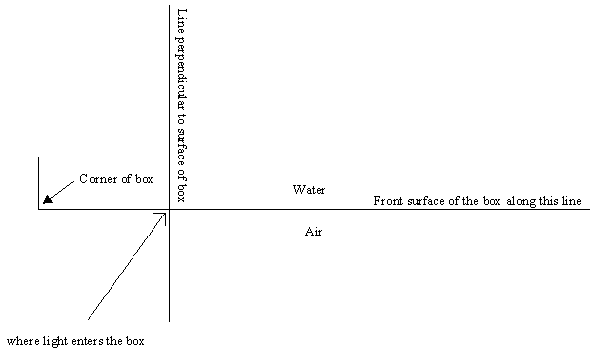 Line perpendicular to surface of box
Corner of box
Water
Front surface of the box along this line
Air
where light enters the box